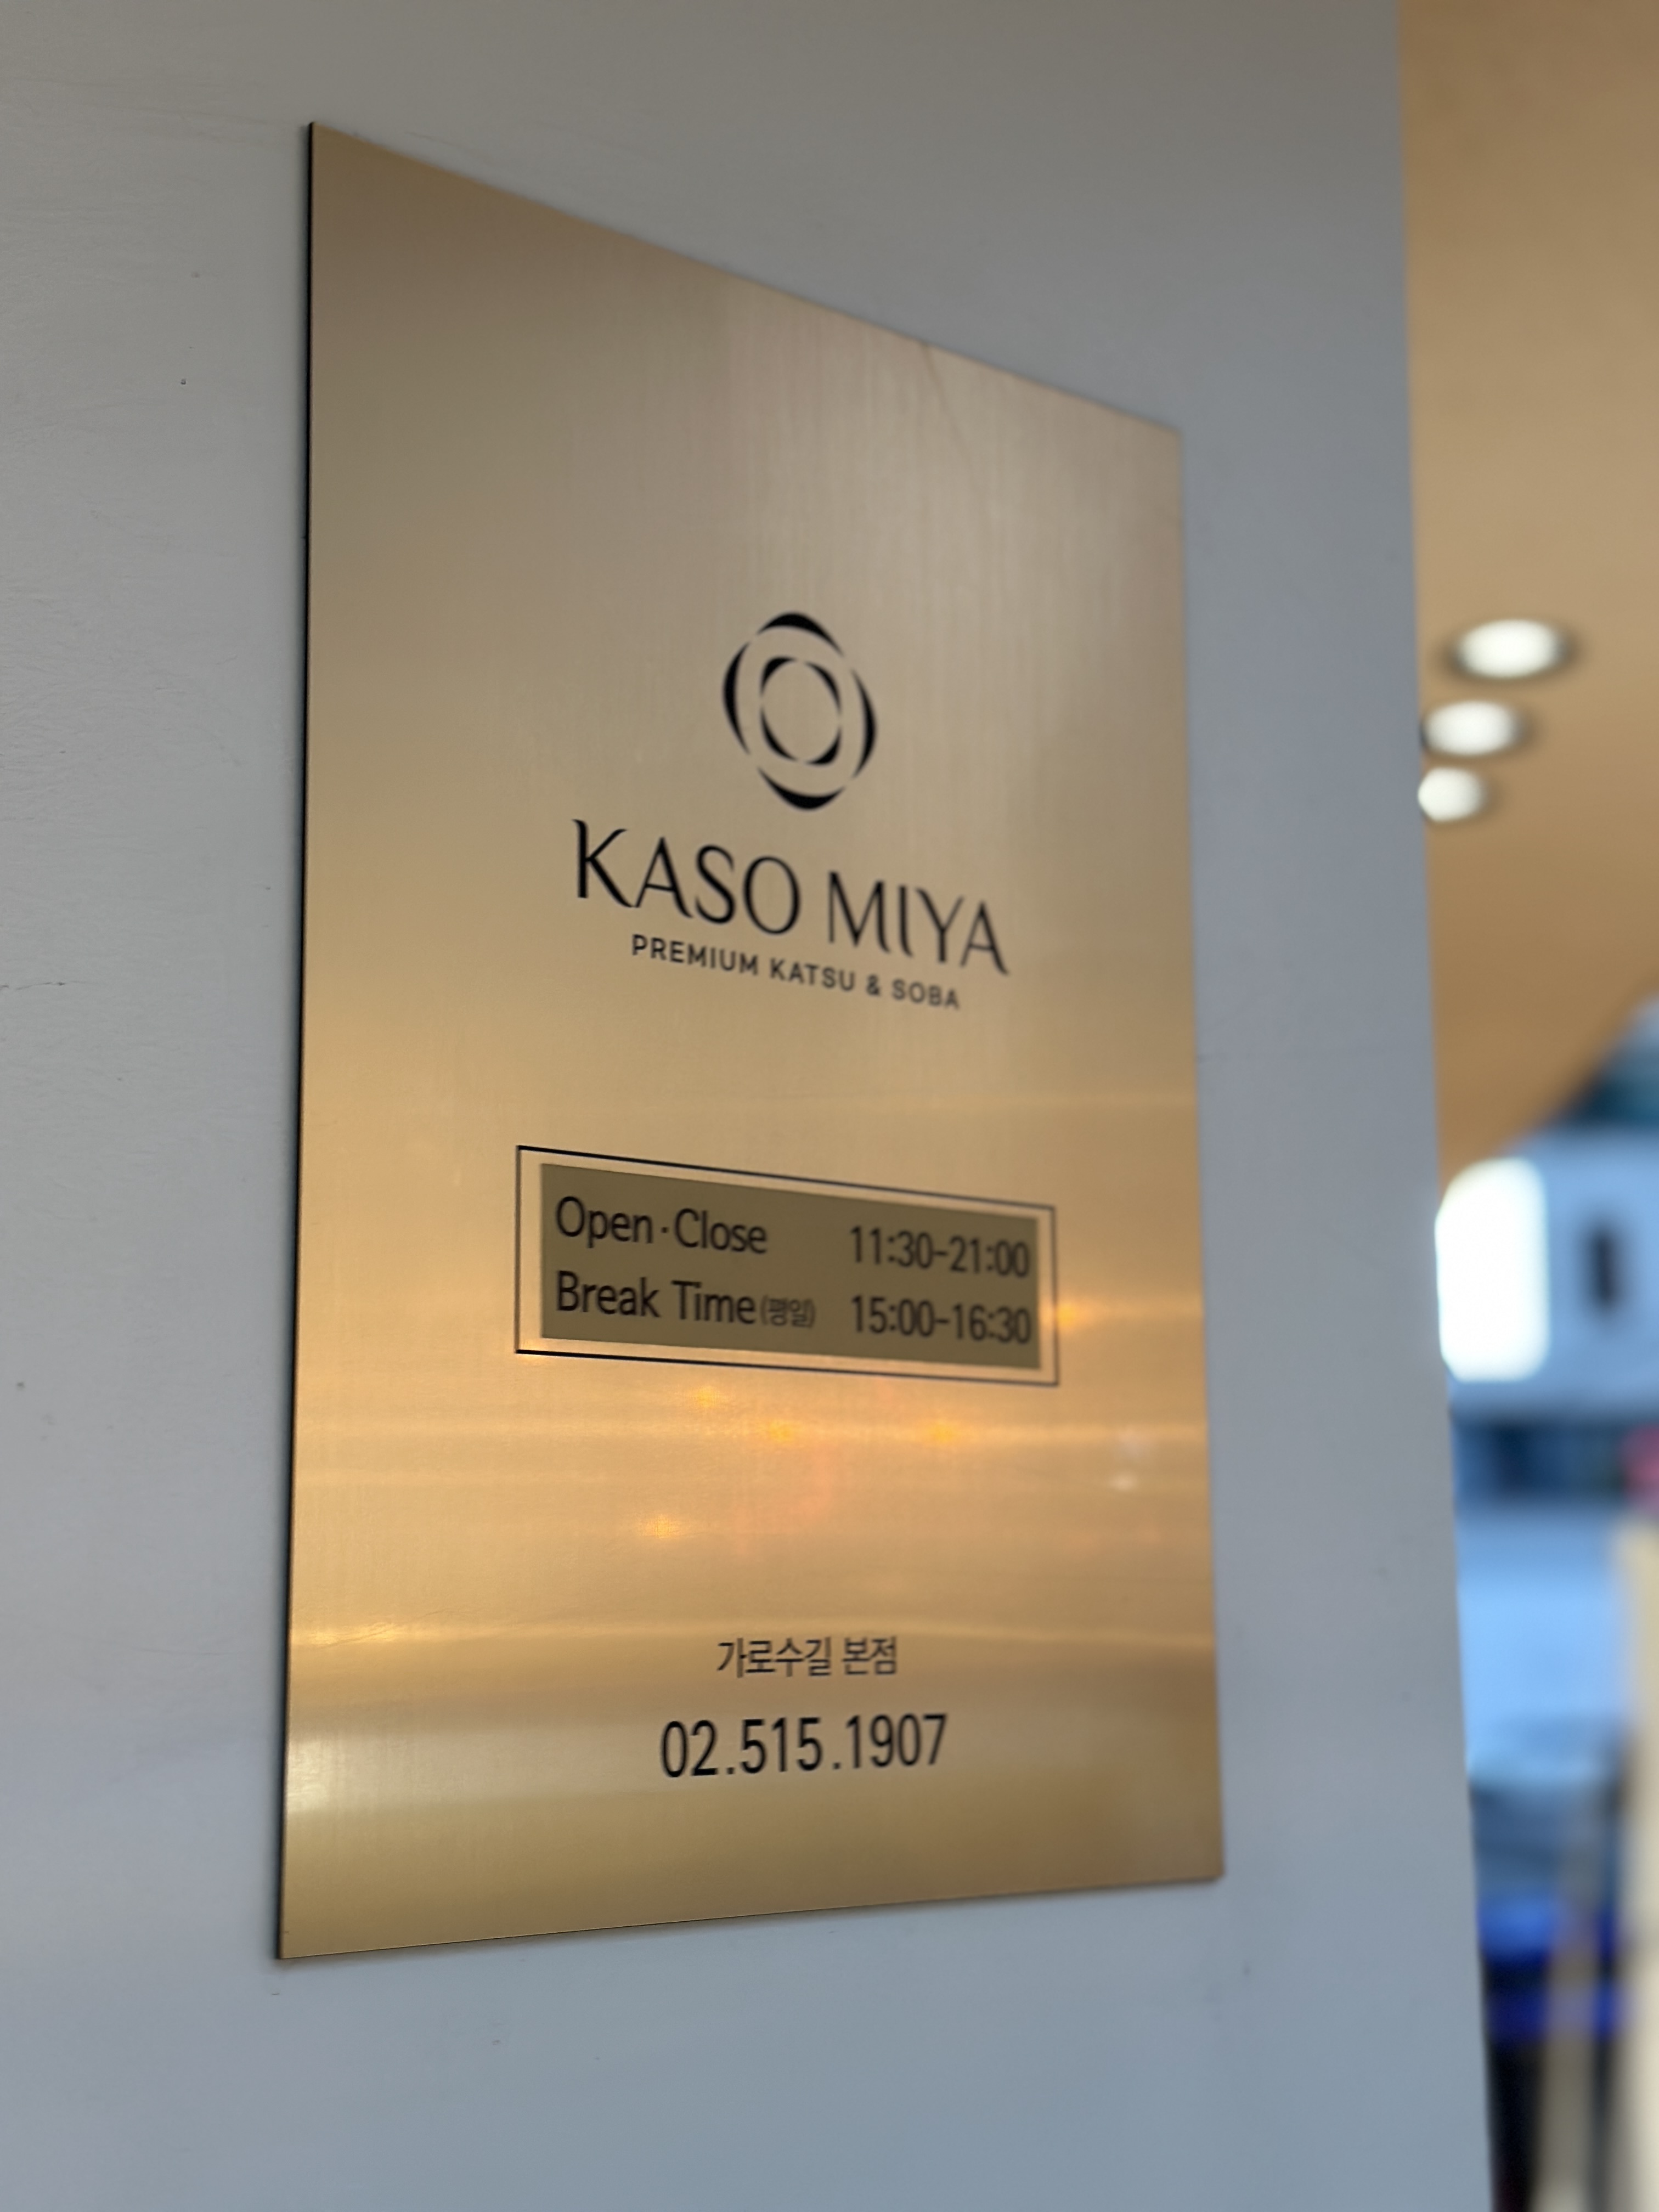 KASO MIYA
PREMIUM KATSU & SOBA
Open·Close 11:30-21:00
Break Time(평일) 15:00-16:30
가로수길 본점
02.515.1907